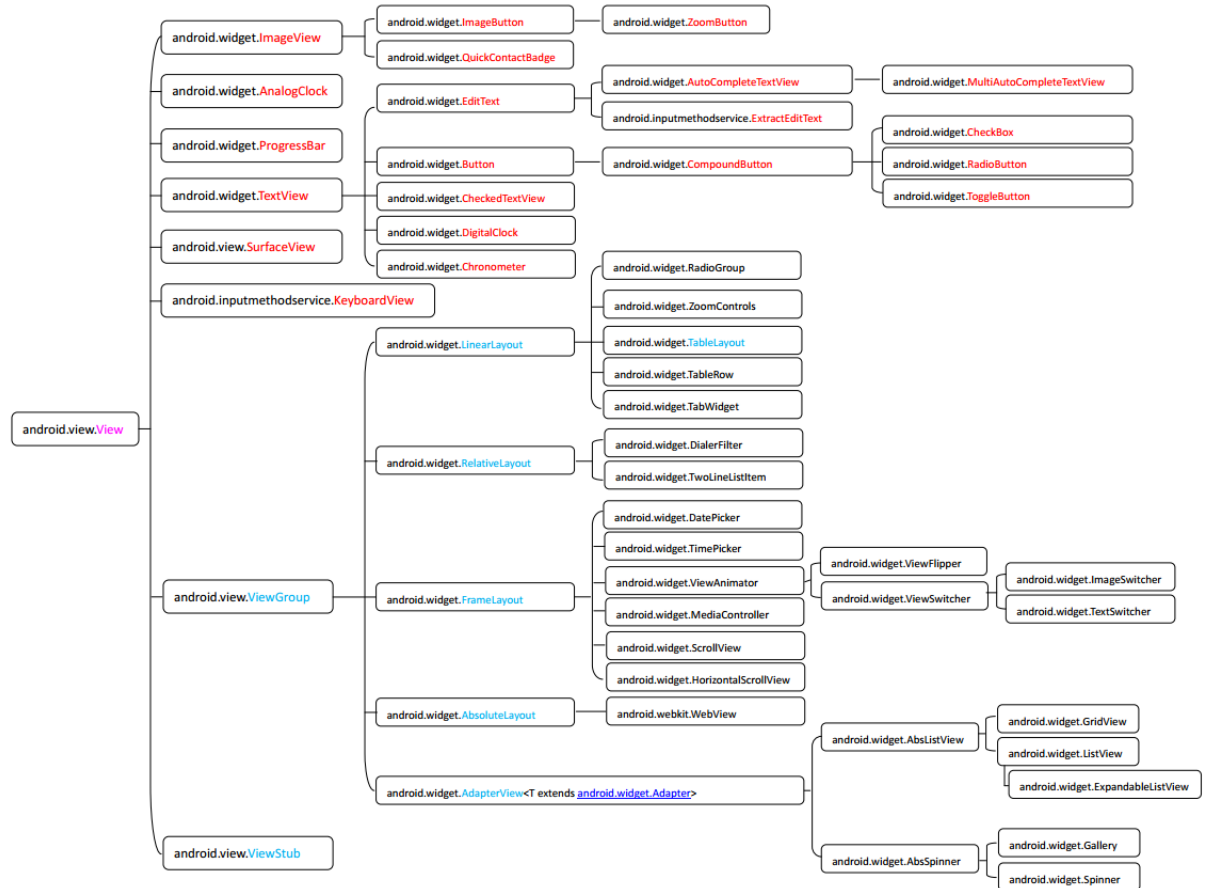 android.widget.ImageView
android.widget.ImageButton
android.widget.ZoomButton
android.widget.QuickContactBadge
android.widget.AnalogClock
android.widget.ProgressBar
android.widget.TextView
android.widget.EditText
android.widget.AutoCompleteTextView
android.widget.MultiAutoCompleteTextView
android.inputmethodservice.ExtractEditText
android.widget.Button
android.widget.CompoundButton
android.widget.CheckBox
android.widget.RadioButton
android.widget.ToggleButton
android.widget.CheckedTextView
android.widget.DigitalClock
android.widget.Chronometer
android.view.SurfaceView
android.inputmethodservice.KeyboardView
android.view.View
android.view.ViewGroup
android.widget.LinearLayout
android.widget.RadioGroup
android.widget.ZoomControls
android.widget.TableLayout
android.widget.TableRow
android.widget.TabWidget
android.widget.RelativeLayout
android.widget.DialerFilter
android.widget.TwoLineListItem
android.widget.FrameLayout
android.widget.DatePicker
android.widget.TimePicker
android.widget.ViewAnimator
android.widget.ViewFlipper
android.widget.ViewSwitcher
android.widget.ImageSwitcher
android.widget.TextSwitcher
android.widget.MediaController
android.widget.ScrollView
android.widget.HorizontalScrollView
android.widget.AbsoluteLayout
android.webkit.WebView
android.widget.AdapterView<T extends android.widget.Adapter>
android.widget.AbsListView
android.widget.GridView
android.widget.ListView
android.widget.ExpandableListView
android.widget.AbsSpinner
android.widget.Gallery
android.widget.Spinner
android.view.ViewStub